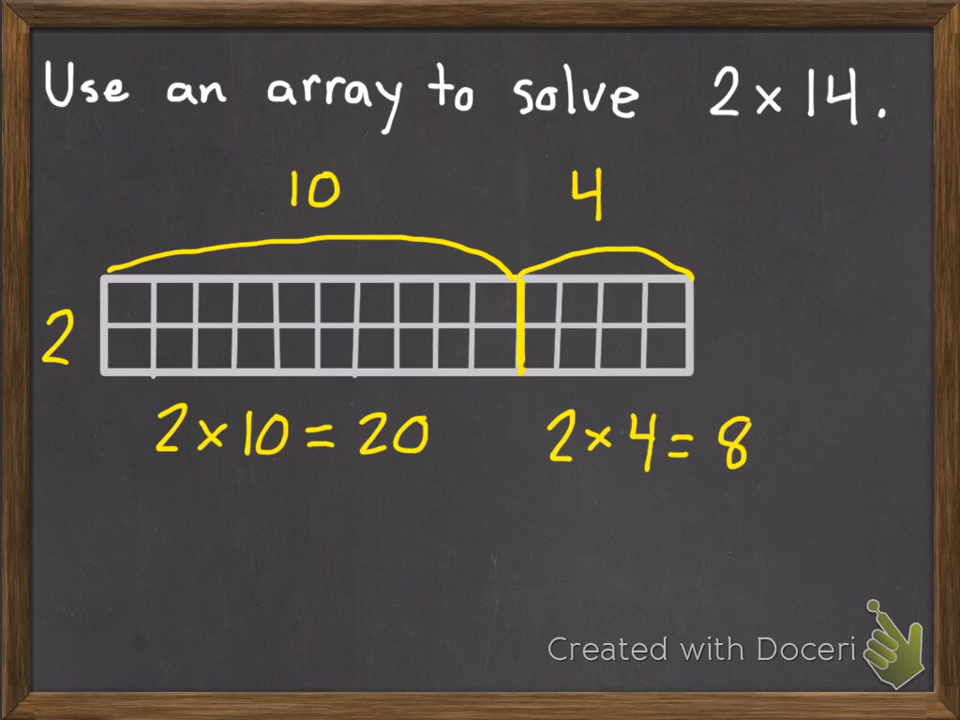 Use an array to solve 2 × 14.
10 4
2
2 × 10 = 20 2 × 4 = 8
Created with Doceri